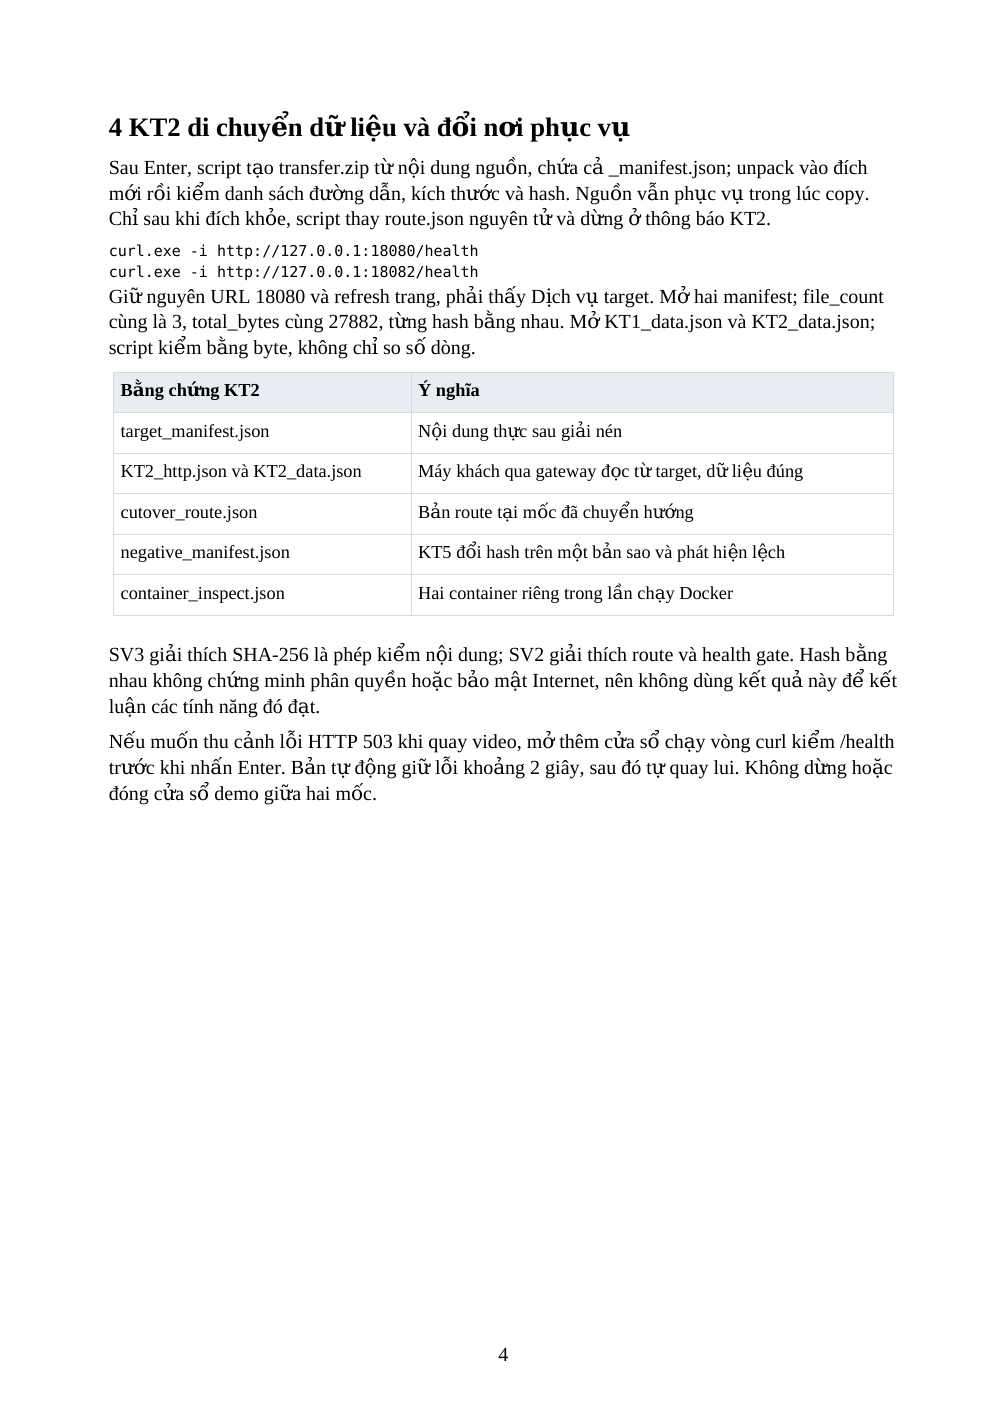 4 KT2 di chuyển dữ liệu và đổi nơi phục vụ
Sau Enter, script tạo transfer.zip từ nội dung nguồn, chứa cả _manifest.json; unpack vào đích
mới rồi kiểm danh sách đường dẫn, kích thước và hash. Nguồn vẫn phục vụ trong lúc copy.
Chỉ sau khi đích khỏe, script thay route.json nguyên tử và dừng ở thông báo KT2.
curl.exe -i http://127.0.0.1:18080/health
curl.exe -i http://127.0.0.1:18082/health
Giữ nguyên URL 18080 và refresh trang, phải thấy Dịch vụ target. Mở hai manifest; file_count
cùng là 3, total_bytes cùng 27882, từng hash bằng nhau. Mở KT1_data.json và KT2_data.json;
script kiểm bằng byte, không chỉ so số dòng.
Bằng chứng KT2 Ý nghĩa
target_manifest.json Nội dung thực sau giải nén
KT2_http.json và KT2_data.json Máy khách qua gateway đọc từ target, dữ liệu đúng
cutover_route.json Bản route tại mốc đã chuyển hướng
negative_manifest.json KT5 đổi hash trên một bản sao và phát hiện lệch
container_inspect.json Hai container riêng trong lần chạy Docker
SV3 giải thích SHA-256 là phép kiểm nội dung; SV2 giải thích route và health gate. Hash bằng
nhau không chứng minh phân quyền hoặc bảo mật Internet, nên không dùng kết quả này để kết
luận các tính năng đó đạt.
Nếu muốn thu cảnh lỗi HTTP 503 khi quay video, mở thêm cửa sổ chạy vòng curl kiểm /health
trước khi nhấn Enter. Bản tự động giữ lỗi khoảng 2 giây, sau đó tự quay lui. Không dừng hoặc
đóng cửa sổ demo giữa hai mốc.
4